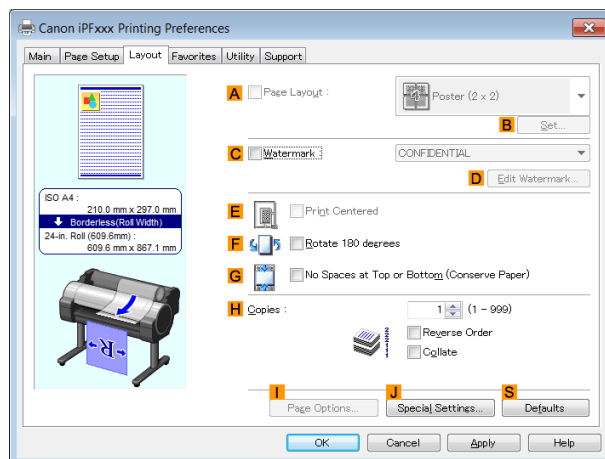 Canon iPFxxx Printing Preferences
Main Page Setup Layout Favorites Utility Support
A Page Layout : Poster (2 x 2)
B Set...
C Watermark : CONFIDENTIAL
D Edit Watermark...
ISO A4 :
210.0 mm x 297.0 mm
Borderless(Roll Width)
24-in. Roll (609.6mm) :
609.6 mm x 867.1 mm
E Print Centered
F Rotate 180 degrees
G No Spaces at Top or Bottom (Conserve Paper)
H Copies : 1 (1 - 999)
Reverse Order
Collate
R
I J S
Page Options... Special Settings... Defaults
OK Cancel Apply Help